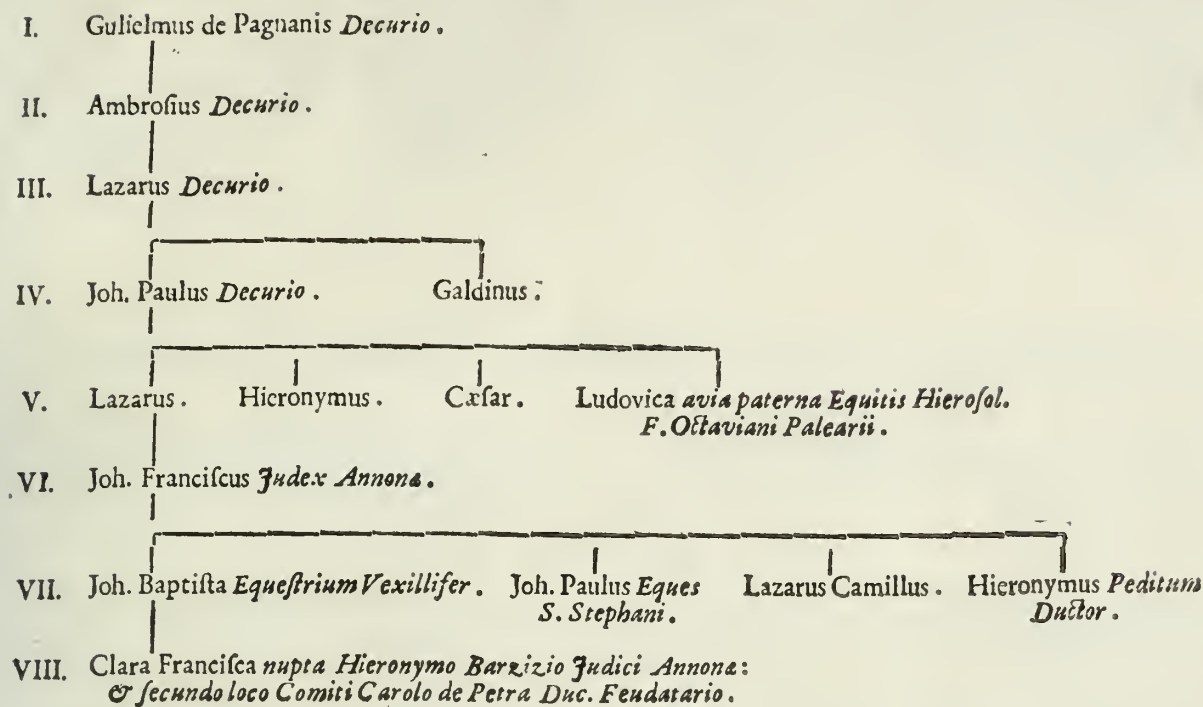 I. Gulielmus de Pagnanis Decurio.
II. Ambroſius Decurio.
III. Lazarus Decurio.
IV. Joh. Paulus Decurio. Galdinus.
V. Lazarus. Hieronymus. Cæſar. Ludovica avia paterna Equitis Hieroſol.
F. Octaviani Palearii.
VI. Joh. Franciſcus Judex Annonæ.
VII. Joh. Baptiſta Equeſtrium Vexillifer. Joh. Paulus Eques Lazarus Camillus. Hieronymus Peditum
S. Stephani. Ductor.
VIII. Clara Franciſca nupta Hieronymo Barzizio Judici Annonæ:
& ſecundo loco Comiti Carolo de Petra Duc. Feudatario.